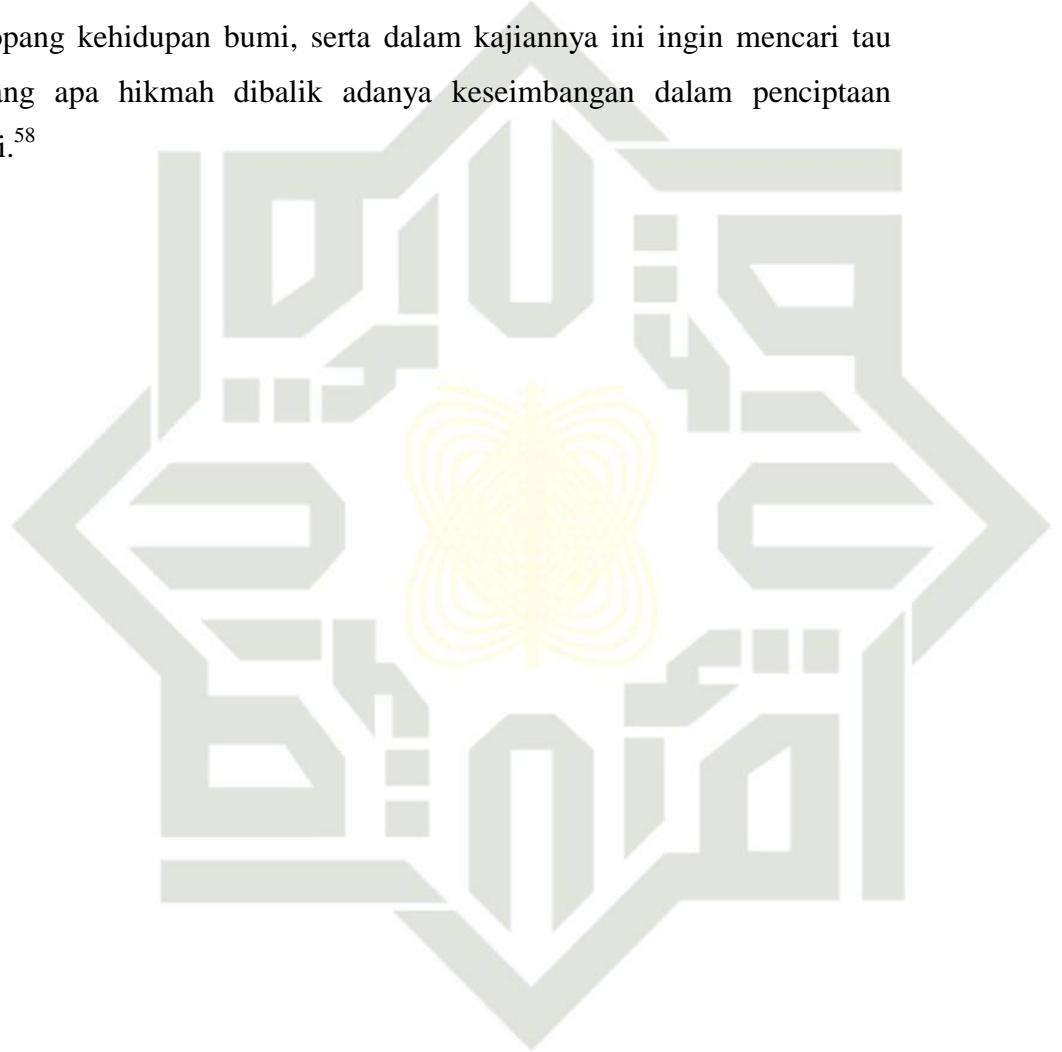 opang kehidupan bumi, serta dalam kajiannya ini ingin mencari tau
ang apa hikmah dibalik adanya keseimbangan dalam penciptaan
i.⁵⁸